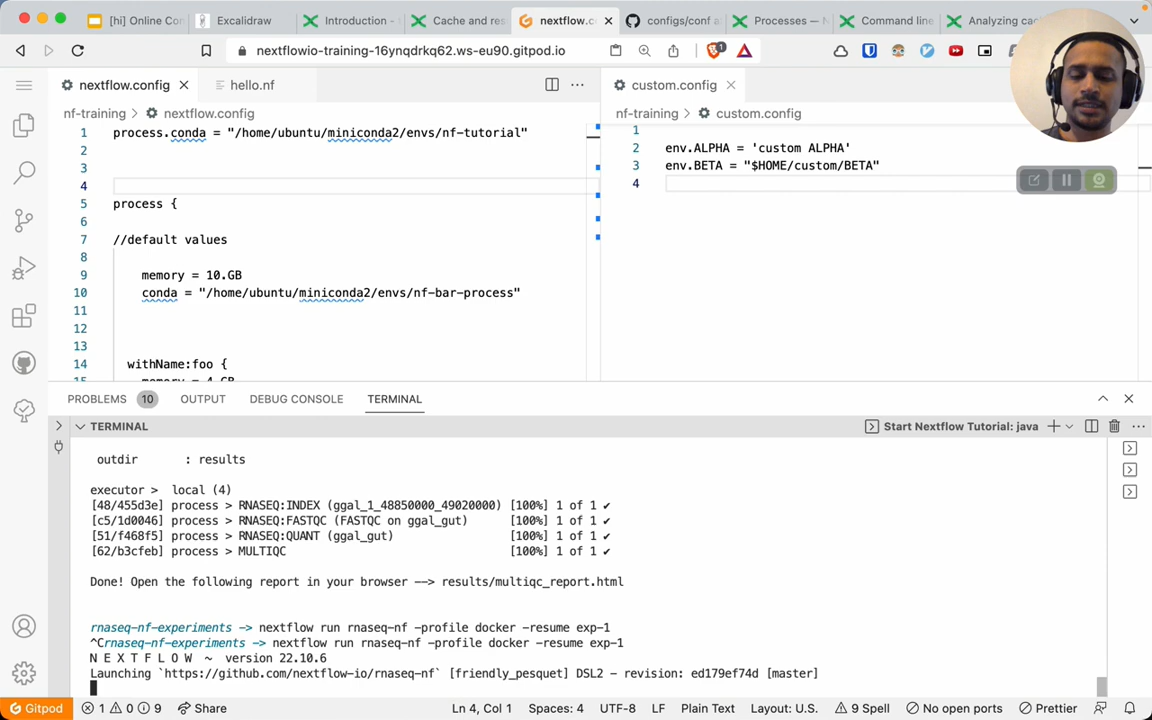 [hi] Online Con
Excalidraw
Introduction -
Cache and res
nextflow.co
configs/conf a
Processes — N
Command line
Analyzing cac
nextflowio-training-16ynqdrkq62.ws-eu90.gitpod.io
1
nextflow.config
hello.nf
custom.config
nf-training > nextflow.config
nf-training > custom.config
1 process.conda = "/home/ubuntu/miniconda2/envs/nf-tutorial"
2
3
4
5 process {
6
7 //default values
8
9 memory = 10.GB
10 conda = "/home/ubuntu/miniconda2/envs/nf-bar-process"
11
12
13
14 withName:foo {
15 memory = 4.GB
1
2 env.ALPHA = 'custom ALPHA'
3 env.BETA = "$HOME/custom/BETA"
4
PROBLEMS 10 OUTPUT DEBUG CONSOLE TERMINAL
TERMINAL
Start Nextflow Tutorial: java
outdir : results
executor > local (4)
[48/455d3e] process > RNASEQ:INDEX (ggal_1_48850000_49020000) [100%] 1 of 1 ✔
[c5/1d0046] process > RNASEQ:FASTQC (FASTQC on ggal_gut) [100%] 1 of 1 ✔
[51/f468f5] process > RNASEQ:QUANT (ggal_gut) [100%] 1 of 1 ✔
[62/b3cfeb] process > MULTIQC [100%] 1 of 1 ✔
Done! Open the following report in your browser --> results/multiqc_report.html
rnaseq-nf-experiments -> nextflow run rnaseq-nf -profile docker -resume exp-1
^Crnaseq-nf-experiments -> nextflow run rnaseq-nf -profile docker -resume exp-1
N E X T F L O W ~ version 22.10.6
Launching `https://github.com/nextflow-io/rnaseq-nf` [friendly_pesquet] DSL2 - revision: ed179ef74d [master]
Gitpod
1 0 9
Share
Ln 4, Col 1
Spaces: 4
UTF-8
LF
Plain Text
Layout: U.S.
9 Spell
No open ports
Prettier